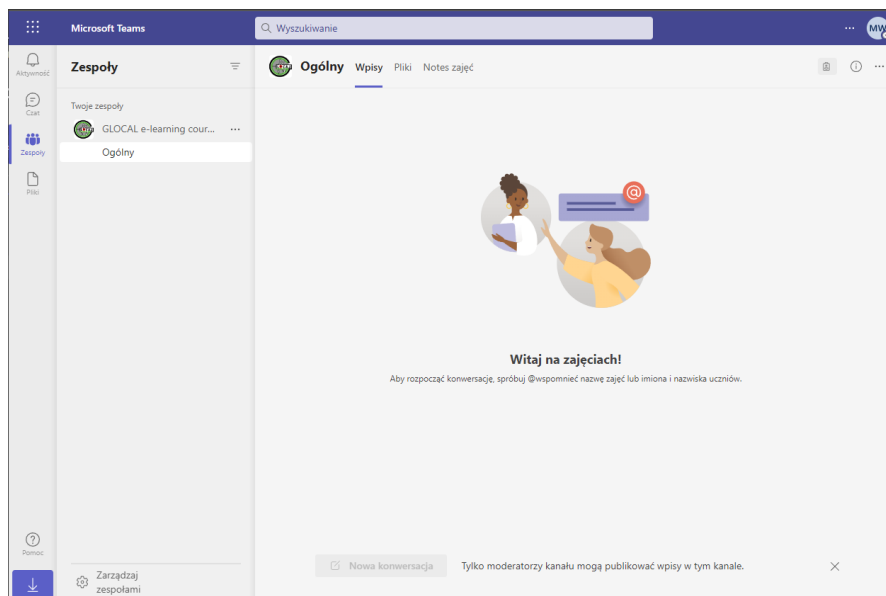 Microsoft Teams
Wyszukiwanie
MW
Aktywność
Czat
Zespoły
Pliki
Pomoc
Zespoły
Twoje zespoły
GLOCAL e-learning cour...
Ogólny
Zarządzaj
zespołami
Ogólny Wpisy Pliki Notes zajęć
@
Witaj na zajęciach!
Aby rozpocząć konwersację, spróbuj @wspomnieć nazwę zajęć lub imiona i nazwiska uczniów.
Nowa konwersacja Tylko moderatorzy kanału mogą publikować wpisy w tym kanale.